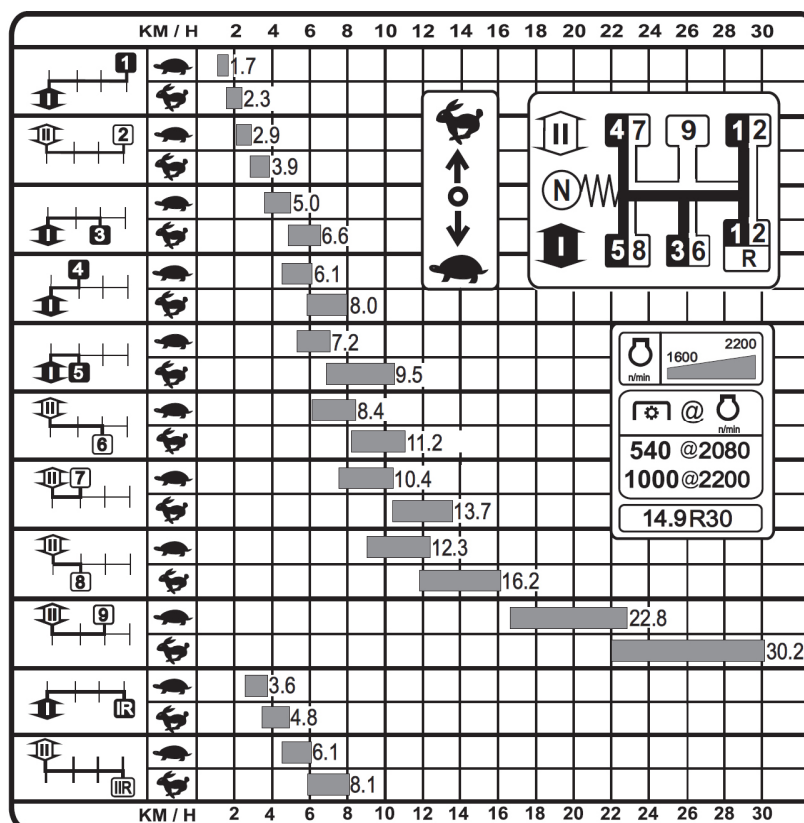 KM / H 2 4 6 8 10 12 14 16 18 20 22 24 26 28 30
1
I
1.7
2.3
II 2
2.9
3.9
I 3
5.0
6.6
4
I
6.1
8.0
I 5
7.2
9.5
II
6
8.4
11.2
II 7
10.4
13.7
II
8
12.3
16.2
II 9
22.8
30.2
I IR
3.6
4.8
II
IIR
6.1
8.1
KM / H 2 4 6 8 10 12 14 16 18 20 22 24 26 28 30
II 4 7 9 1 2
N
I 5 8 3 6 1 2
R
1600 2200
n/min
@
n/min
540 @2080
1000@2200
14.9R30